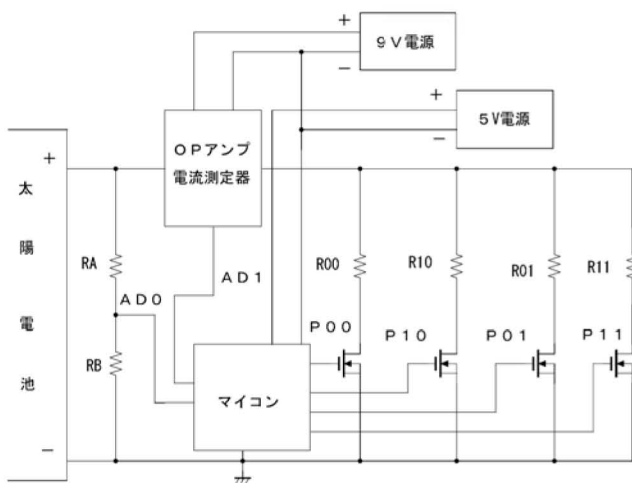 +
9V電源
−
+
5V電源
−
+
太陽電池
−
OPアンプ
電流測定器
RA
AD0
AD1
RB
マイコン
R00
R10
R01
R11
P00
P10
P01
P11